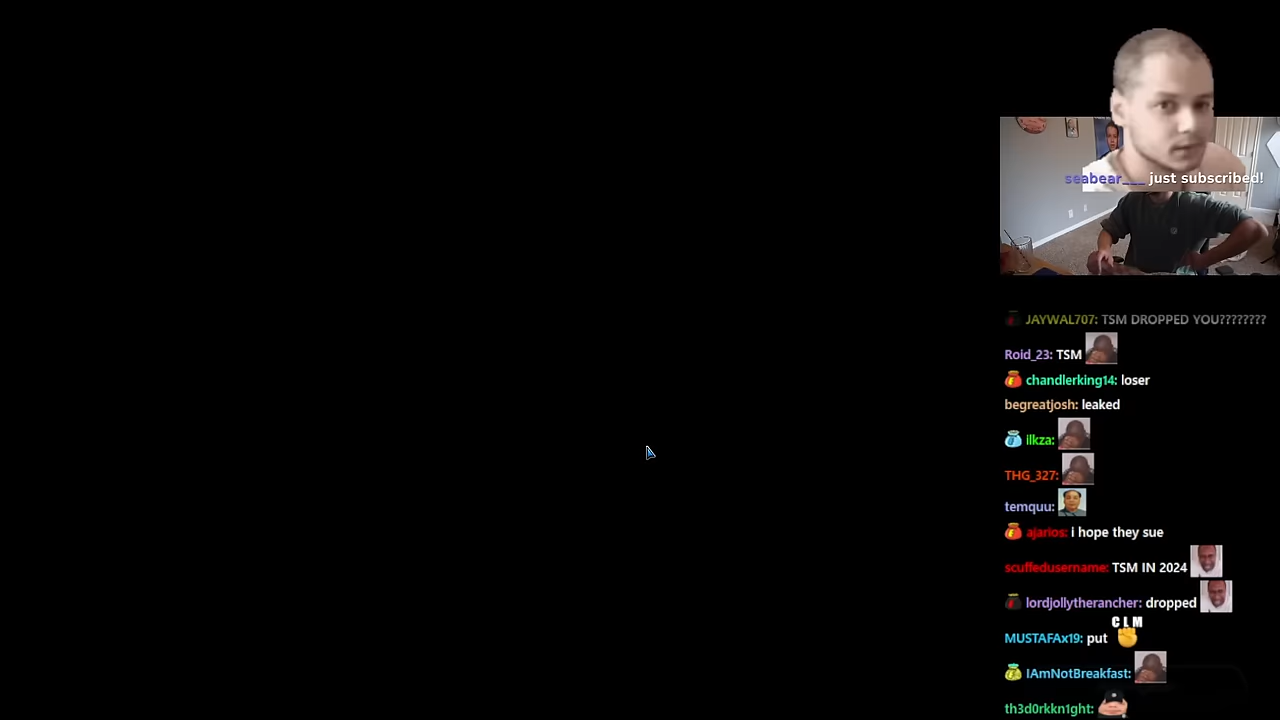 seabear___ just subscribed!
JAYWAL707: TSM DROPPED YOU????????
Roid_23: TSM
chandlerking14: loser
begreatjosh: leaked
ilkza:
THG_327:
temquu:
ajarios: i hope they sue
scuffedusername: TSM IN 2024
lordjollytherancher: dropped
CLM
MUSTAFAx19: put
IAmNotBreakfast:
th3d0rkkn1ght: